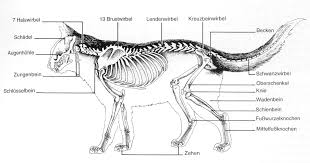 7 Halswirbel
13 Brustwirbel
Lendenwirbel
Kreuzbeinwirbel
Becken
Schädel
Augenhöhle
Zungenbein
Schlüsselbein
Schwanzwirbel
Oberschenkel
Knie
Wadenbein
Schienbein
Fußwurzelknochen
Mittelfußknochen
Zehen